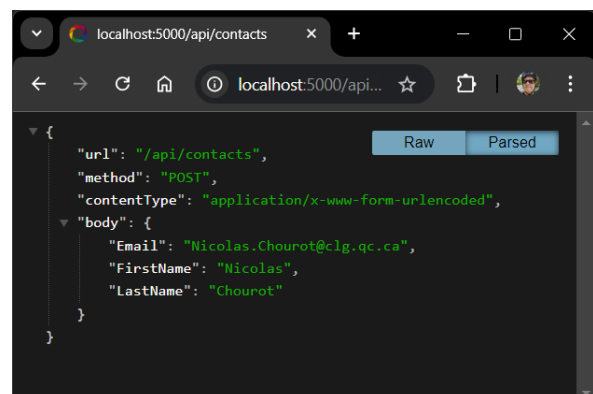 localhost:5000/api/contacts
localhost:5000/api...
Raw Parsed
{
"url": "/api/contacts",
"method": "POST",
"contentType": "application/x-www-form-urlencoded",
"body": {
"Email": "Nicolas.Chourot@clg.qc.ca",
"FirstName": "Nicolas",
"LastName": "Chourot"
}
}